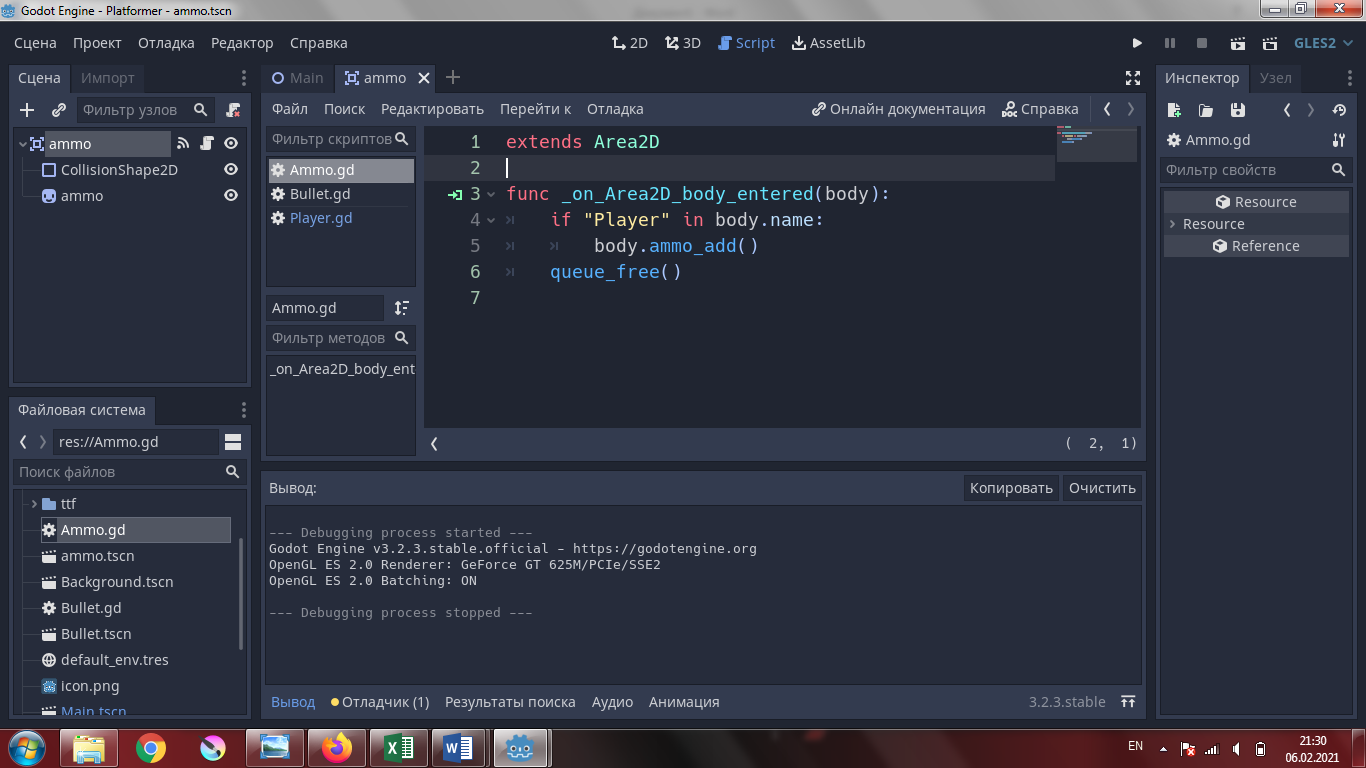 Godot Engine - Platformer - ammo.tscn
Сцена Проект Отладка Редактор Справка
2D 3D Script AssetLib
GLES2
Сцена Импорт
Фильтр узлов
ammo
CollisionShape2D
ammo
Файловая система
res://Ammo.gd
Поиск файлов
ttf
Ammo.gd
ammo.tscn
Background.tscn
Bullet.gd
Bullet.tscn
default_env.tres
icon.png
Main.tscn
Main ammo
Файл Поиск Редактировать Перейти к Отладка
Онлайн документация Справка
Фильтр скриптов
Ammo.gd
Bullet.gd
Player.gd
Ammo.gd
Фильтр методов
_on_Area2D_body_ent
1 extends Area2D
2
3 func _on_Area2D_body_entered(body):
4 if "Player" in body.name:
5 body.ammo_add()
6 queue_free()
7
( 2, 1)
Вывод:
Копировать Очистить
--- Debugging process started ---
Godot Engine v3.2.3.stable.official - https://godotengine.org
OpenGL ES 2.0 Renderer: GeForce GT 625M/PCIe/SSE2
OpenGL ES 2.0 Batching: ON
--- Debugging process stopped ---
Вывод Отладчик (1) Результаты поиска Аудио Анимация
3.2.3.stable
Инспектор Узел
Ammo.gd
Фильтр свойств
Resource
Resource
Reference
EN
21:30
06.02.2021